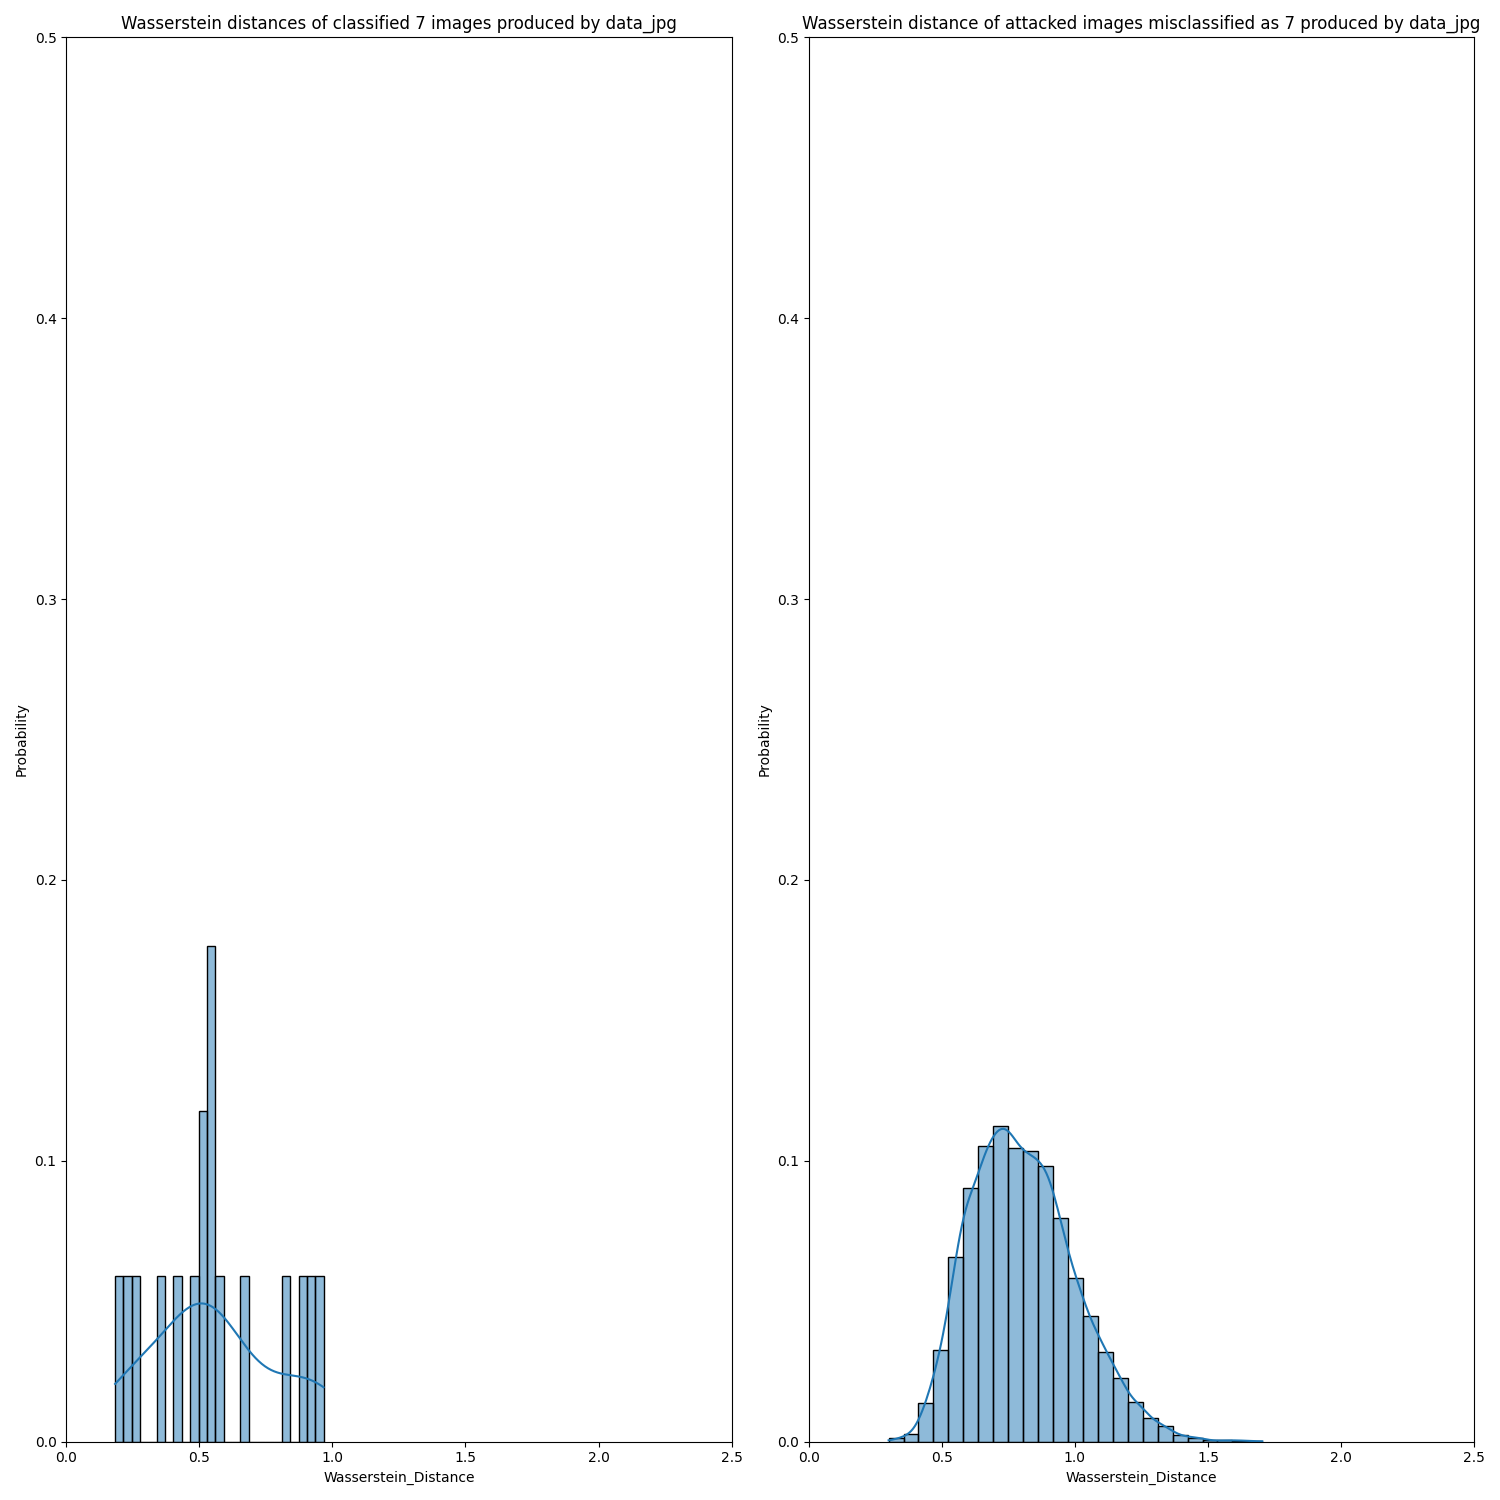 Wasserstein distances of classified 7 images produced by data_jpg
0.5
0.4
0.3
0.2
0.1
0.0
Probability
0.0 0.5 1.0 1.5 2.0 2.5
Wasserstein_Distance
Wasserstein distance of attacked images misclassified as 7 produced by data_jpg
0.5
0.4
0.3
0.2
0.1
0.0
Probability
0.0 0.5 1.0 1.5 2.0 2.5
Wasserstein_Distance